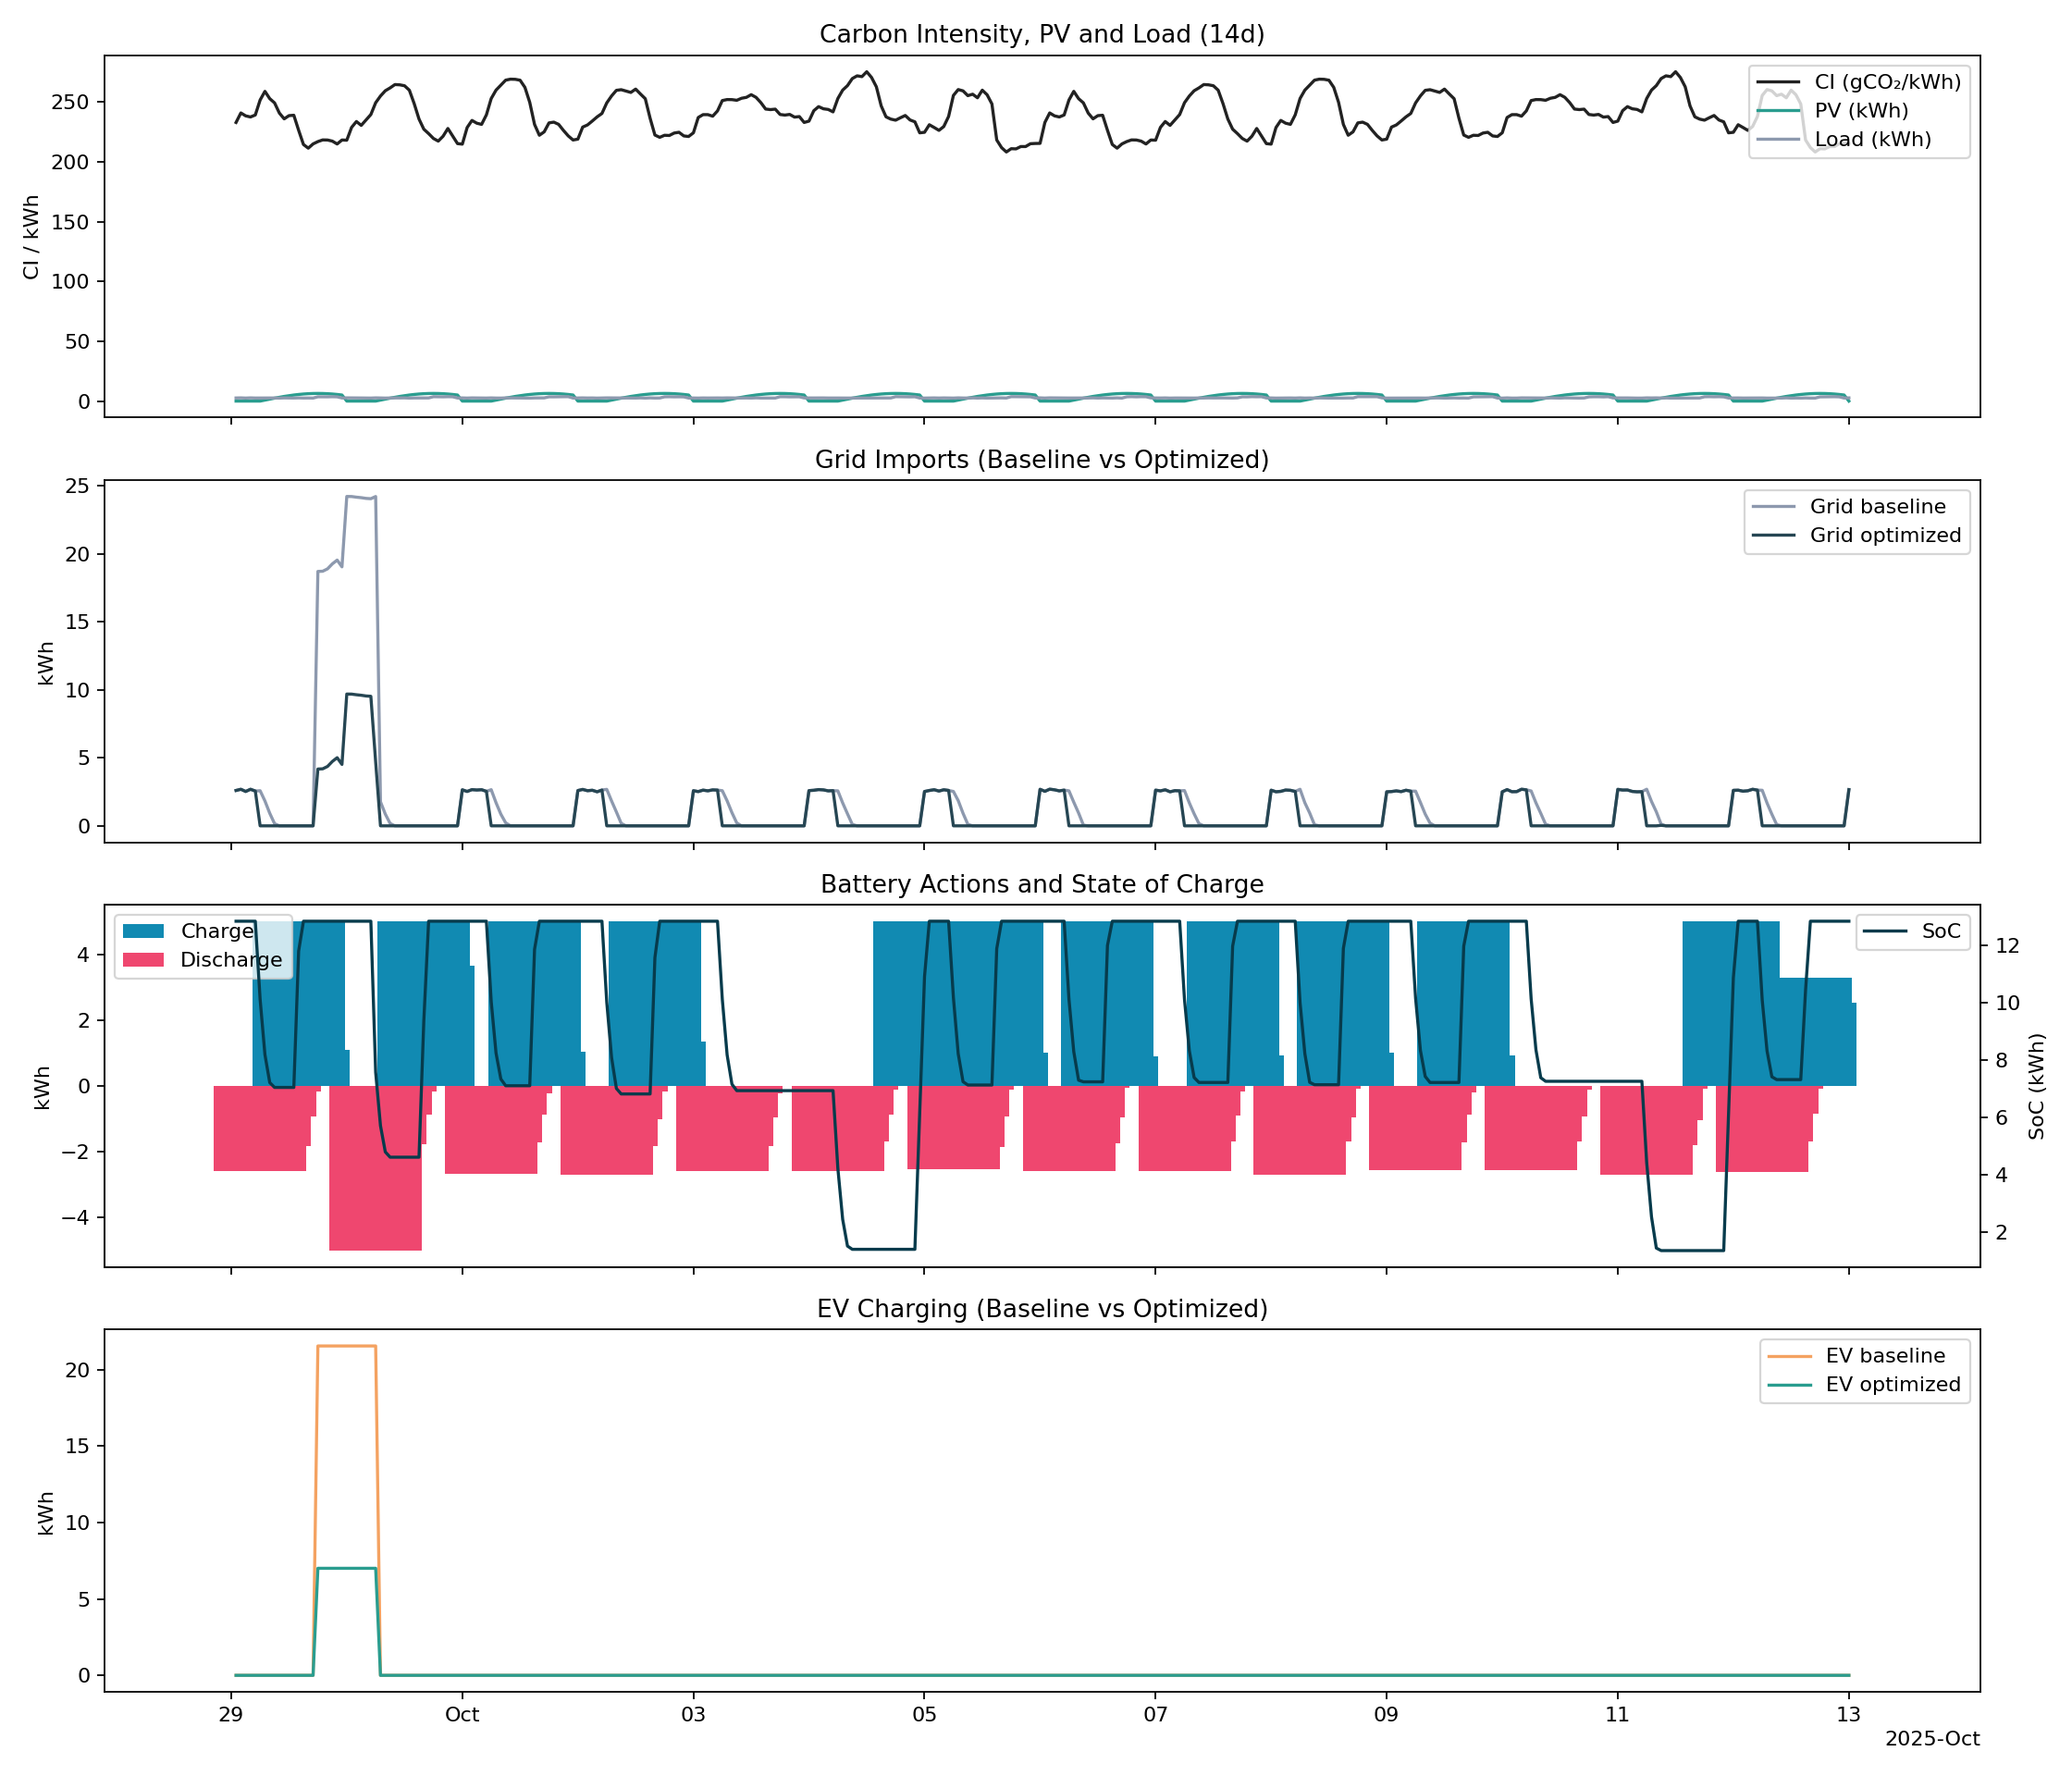 Carbon Intensity, PV and Load (14d)
CI / kWh
250
200
150
100
50
0
CI (gCO₂/kWh)
PV (kWh)
Load (kWh)
Grid Imports (Baseline vs Optimized)
kWh
25
20
15
10
5
0
Grid baseline
Grid optimized
Battery Actions and State of Charge
kWh
4
2
0
−2
−4
Charge
Discharge
SoC
12
10
8
6
4
2
SoC (kWh)
EV Charging (Baseline vs Optimized)
kWh
20
15
10
5
0
EV baseline
EV optimized
29 Oct 03 05 07 09 11 13
2025-Oct